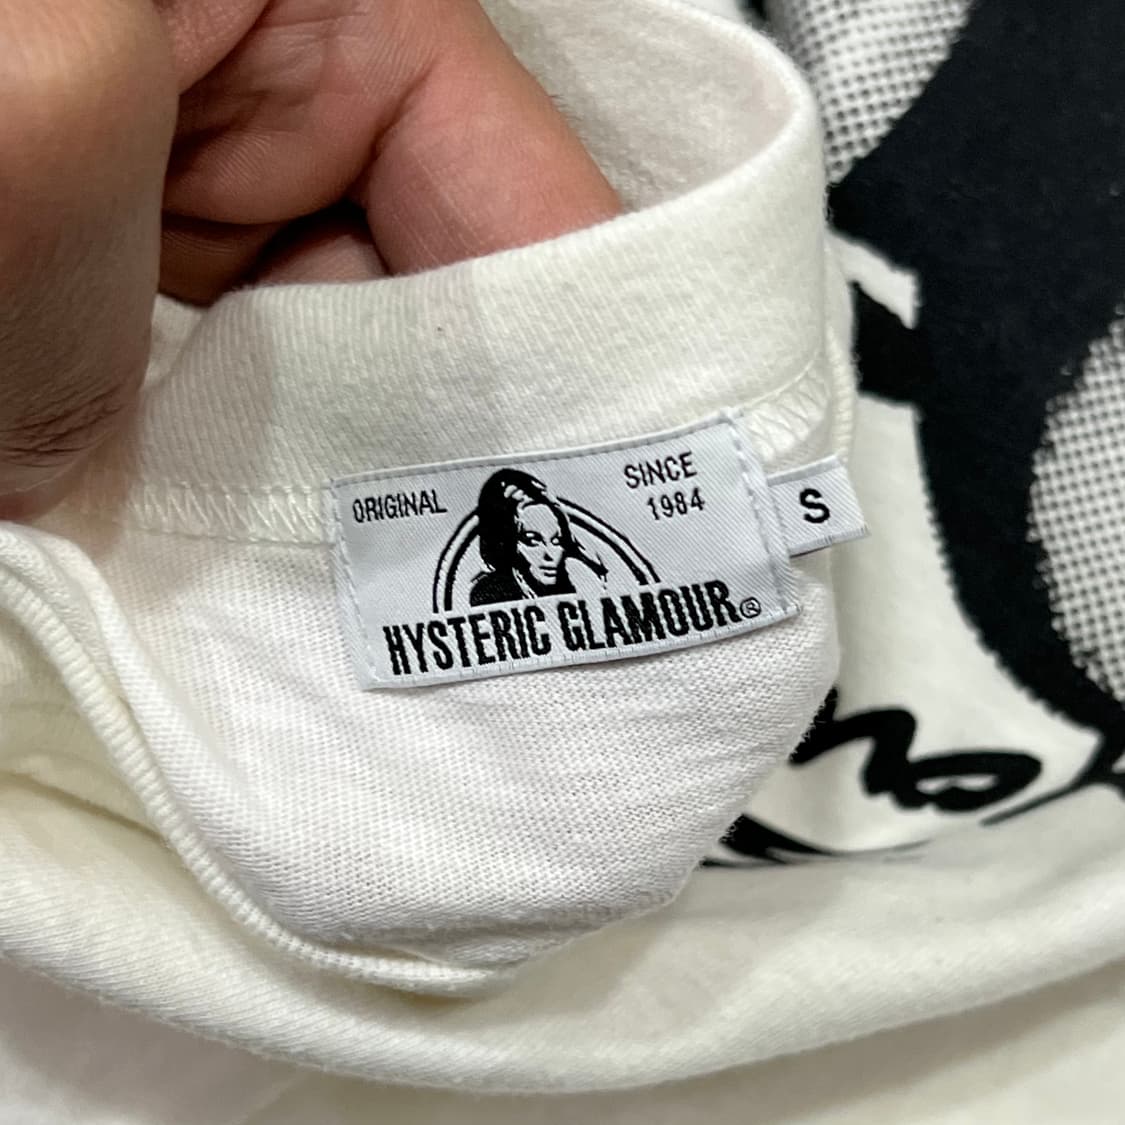 ORIGINAL
SINCE
1984
HYSTERIC GLAMOUR®
S